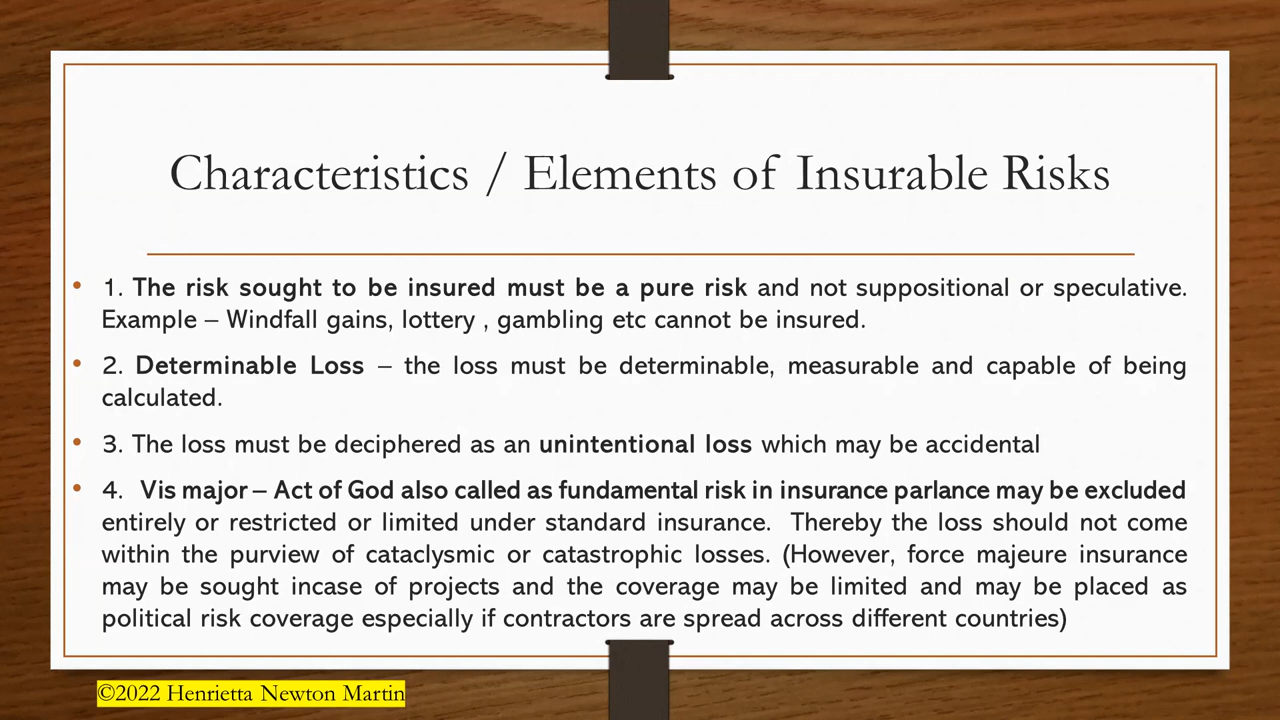 Characteristics / Elements of Insurable Risks
• 1. The risk sought to be insured must be a pure risk and not suppositional or speculative.
Example – Windfall gains, lottery , gambling etc cannot be insured.
• 2. Determinable Loss – the loss must be determinable, measurable and capable of being
calculated.
• 3. The loss must be deciphered as an unintentional loss which may be accidental
• 4. Vis major – Act of God also called as fundamental risk in insurance parlance may be excluded
entirely or restricted or limited under standard insurance. Thereby the loss should not come
within the purview of cataclysmic or catastrophic losses. (However, force majeure insurance
may be sought incase of projects and the coverage may be limited and may be placed as
political risk coverage especially if contractors are spread across different countries)
©2022 Henrietta Newton Martin